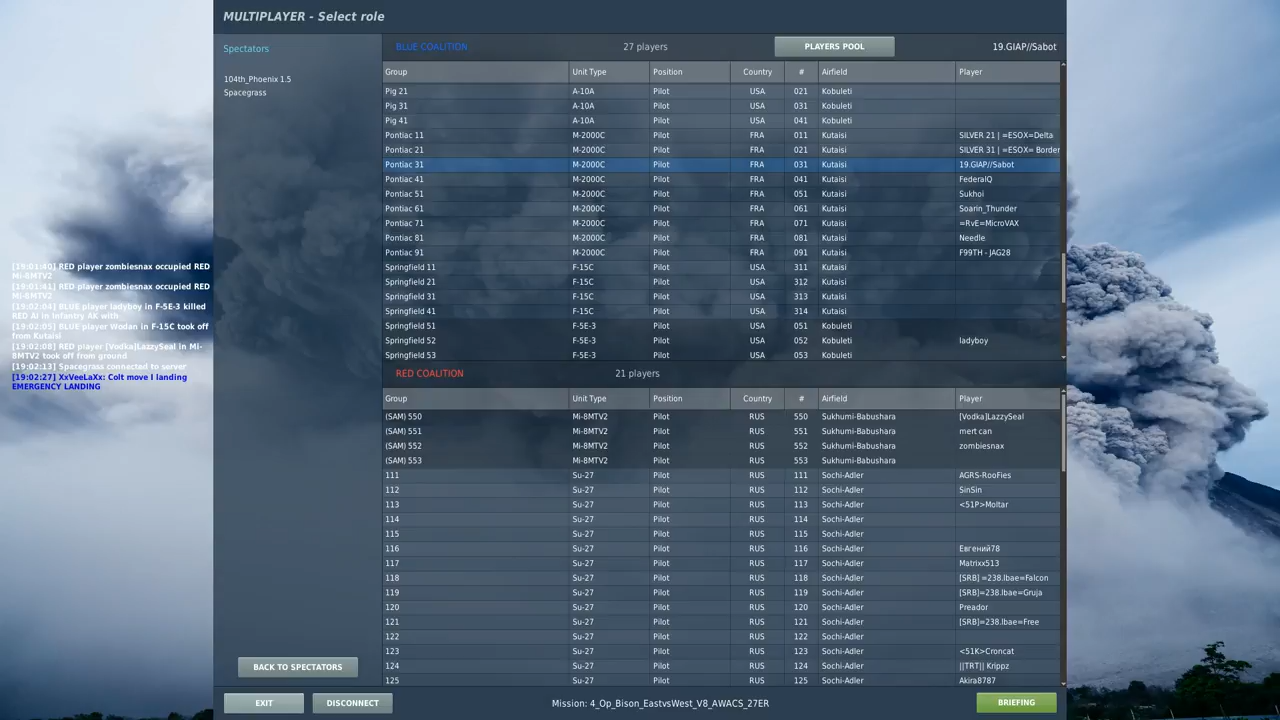 MULTIPLAYER - Select role
Spectators
104th_Phoenix 1.5
Spacegrass
BLUE COALITION 27 players PLAYERS POOL 19.GIAP//Sabot
Group Unit Type Position Country # Airfield Player
Pig 21 A-10A Pilot USA 021 Kobuleti
Pig 31 A-10A Pilot USA 031 Kobuleti
Pig 41 A-10A Pilot USA 041 Kobuleti
Pontiac 11 M-2000C Pilot FRA 011 Kutaisi SILVER 21 | =ESOX=Delta
Pontiac 21 M-2000C Pilot FRA 021 Kutaisi SILVER 31 | =ESOX= Border
Pontiac 31 M-2000C Pilot FRA 031 Kutaisi 19.GIAP//Sabot
Pontiac 41 M-2000C Pilot FRA 041 Kutaisi FederalQ
Pontiac 51 M-2000C Pilot FRA 051 Kutaisi Sukhoi
Pontiac 61 M-2000C Pilot FRA 061 Kutaisi Soarin_Thunder
Pontiac 71 M-2000C Pilot FRA 071 Kutaisi =RvE=MicroVAX
Pontiac 81 M-2000C Pilot FRA 081 Kutaisi Needle
Pontiac 91 M-2000C Pilot FRA 091 Kutaisi F99TH - JAG28
Springfield 11 F-15C Pilot USA 311 Kutaisi
Springfield 21 F-15C Pilot USA 312 Kutaisi
Springfield 31 F-15C Pilot USA 313 Kutaisi
Springfield 41 F-15C Pilot USA 314 Kutaisi
Springfield 51 F-5E-3 Pilot USA 051 Kobuleti
Springfield 52 F-5E-3 Pilot USA 052 Kobuleti ladyboy
Springfield 53 F-5E-3 Pilot USA 053 Kobuleti
[19:01:40] RED player zombiesnax occupied RED
Mi-8MTV2
[19:01:41] RED player zombiesnax occupied RED
Mi-8MTV2
[19:02:04] BLUE player ladyboy in F-5E-3 killed
RED AI in Infantry AK with
[19:02:05] BLUE player Wodan in F-15C took off
from Kutaisi
[19:02:08] RED player [Vodka]LazzySeal in Mi-
8MTV2 took off from ground
[19:02:13] Spacegrass connected to server
[19:02:27] XxVeeLaXx: Colt move I landing
EMERGENCY LANDING
RED COALITION 21 players
Group Unit Type Position Country # Airfield Player
(SAM) 550 Mi-8MTV2 Pilot RUS 550 Sukhumi-Babushara [Vodka]LazzySeal
(SAM) 551 Mi-8MTV2 Pilot RUS 551 Sukhumi-Babushara mert can
(SAM) 552 Mi-8MTV2 Pilot RUS 552 Sukhumi-Babushara zombiesnax
(SAM) 553 Mi-8MTV2 Pilot RUS 553 Sukhumi-Babushara
111 Su-27 Pilot RUS 111 Sochi-Adler AGRS-RooFies
112 Su-27 Pilot RUS 112 Sochi-Adler SinSin
113 Su-27 Pilot RUS 113 Sochi-Adler <51P>Moltar
114 Su-27 Pilot RUS 114 Sochi-Adler
115 Su-27 Pilot RUS 115 Sochi-Adler
116 Su-27 Pilot RUS 116 Sochi-Adler Евгений78
117 Su-27 Pilot RUS 117 Sochi-Adler Matrixx513
118 Su-27 Pilot RUS 118 Sochi-Adler [SRB] =238.lbae=Falcon
119 Su-27 Pilot RUS 119 Sochi-Adler [SRB]=238.lbae=Gruja
120 Su-27 Pilot RUS 120 Sochi-Adler Preador
121 Su-27 Pilot RUS 121 Sochi-Adler [SRB]=238.lbae=Free
122 Su-27 Pilot RUS 122 Sochi-Adler
123 Su-27 Pilot RUS 123 Sochi-Adler <51K>Croncat
124 Su-27 Pilot RUS 124 Sochi-Adler ||TRT|| Krippz
125 Su-27 Pilot RUS 125 Sochi-Adler Akira8787
BACK TO SPECTATORS
EXIT DISCONNECT Mission: 4_Op_Bison_EastvsWest_V8_AWACS_27ER BRIEFING